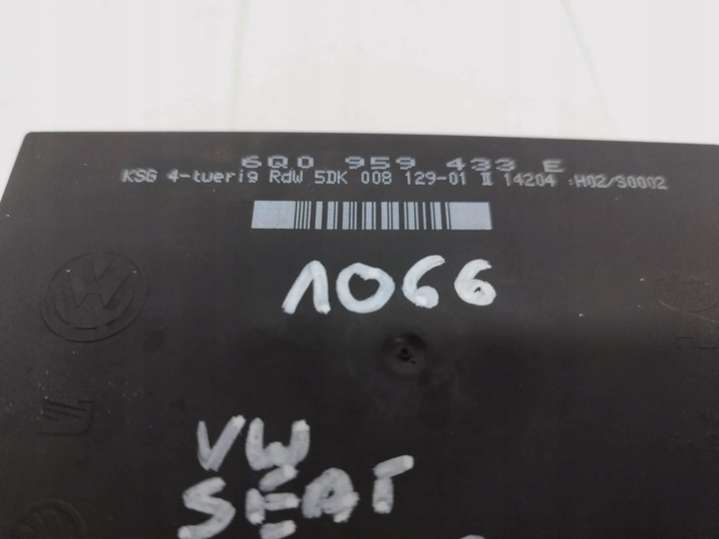 6Q0 959 433 E
KSG 4-tuerig RdW 5DK 008 129-01 II 14204 :H02/S0002
1066
VW
SEAT